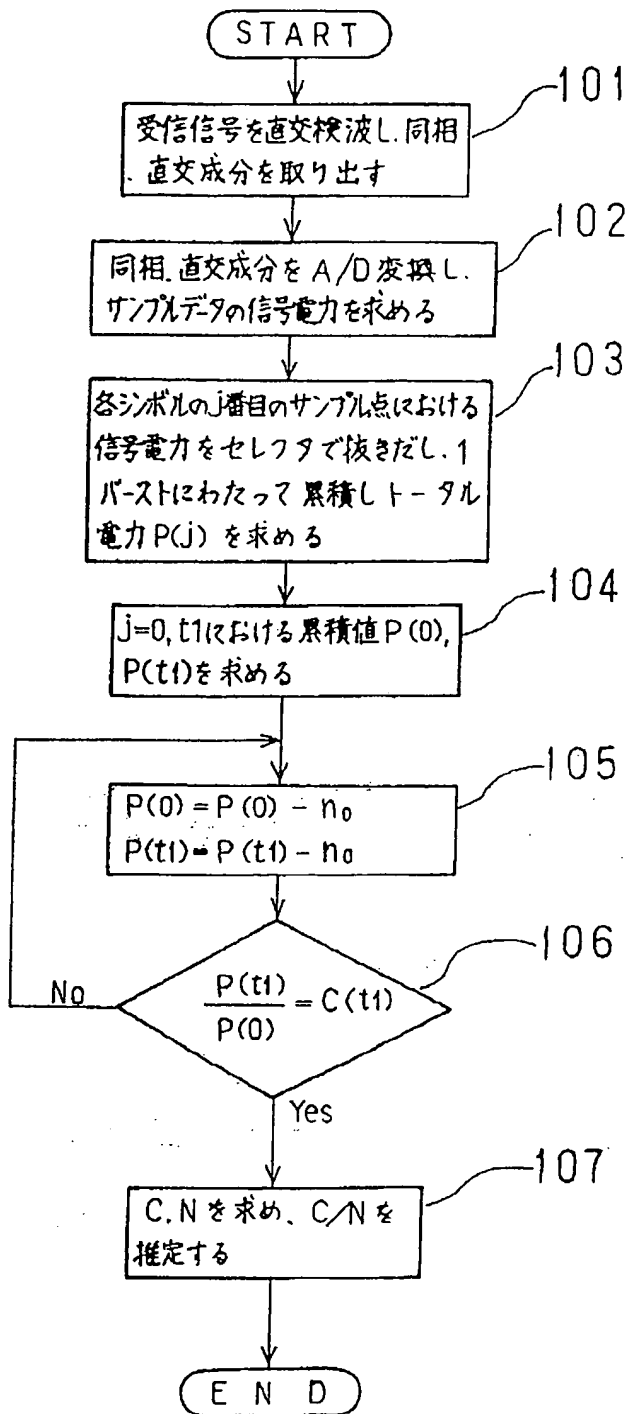 START
101
受信信号を直交検波し、同相
、直交成分を取り出す
102
同相、直交成分をA/D変換し、
サンプルデータの信号電力を求める
103
各シンボルのj番目のサンプル点における
信号電力をセレクタで抜きだし、1
バーストにわたって累積しトータル
電力P(j)を求める
104
j=0,t1における累積値P(0),
P(t1)を求める
105
P(0)=P(0)-n₀
P(t1)=P(t1)-n₀
106
P(t1)
P(0)
=C(t1)
No
Yes
107
C,Nを求め、C/Nを
推定する
END